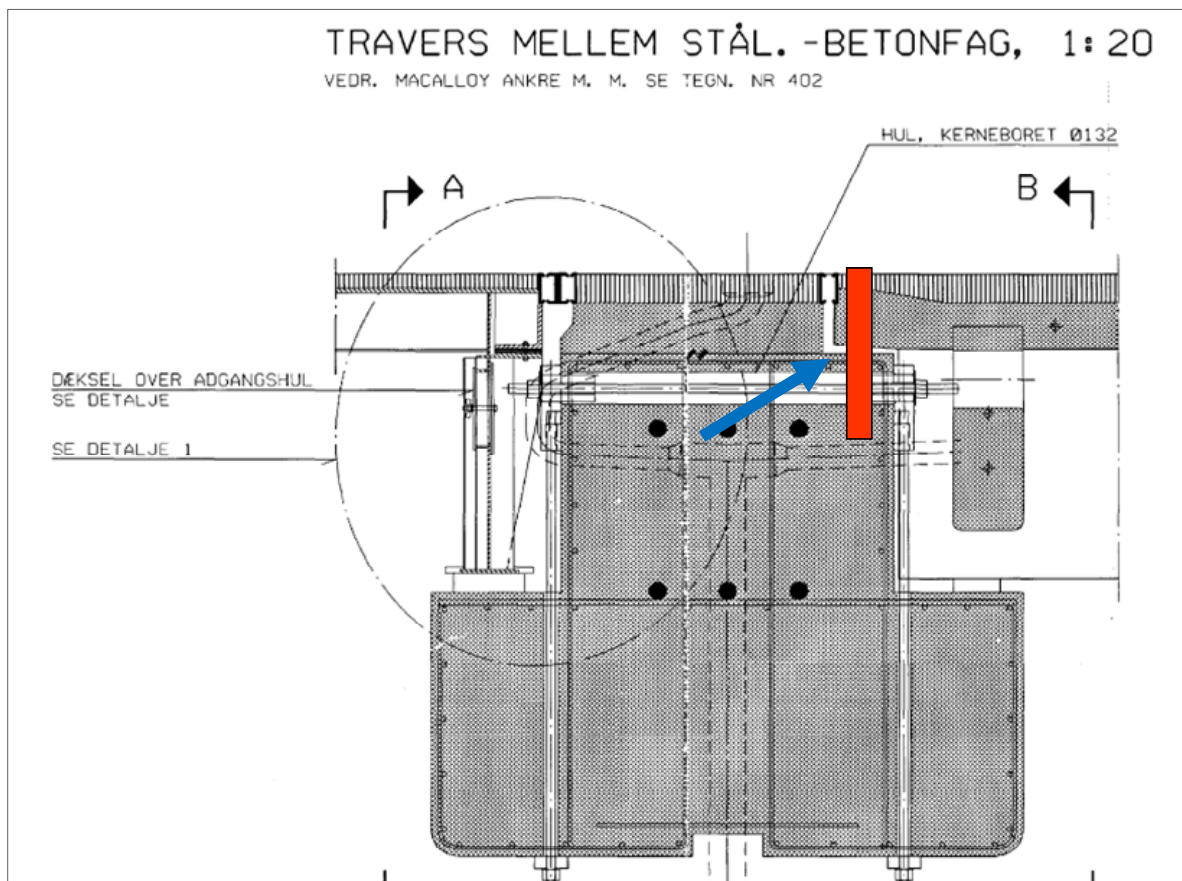 TRAVERS MELLEM STÅL.-BETONFAG, 1:20
VEDR. MACALLOY ANKRE M. M. SE TEGN. NR 402
HUL, KERNEBORET Ø132
A
B
DÆKSEL OVER ADGANGSHUL
SE DETALJE
SE DETALJE 1